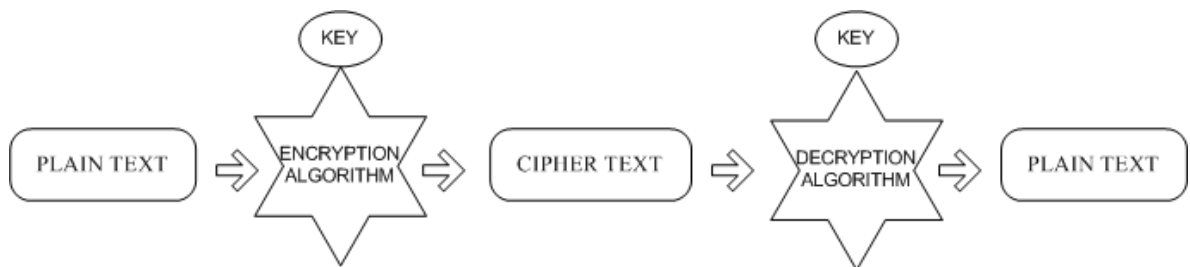 KEY
KEY
PLAIN TEXT
ENCRYPTION
ALGORITHM
CIPHER TEXT
DECRYPTION
ALGORITHM
PLAIN TEXT